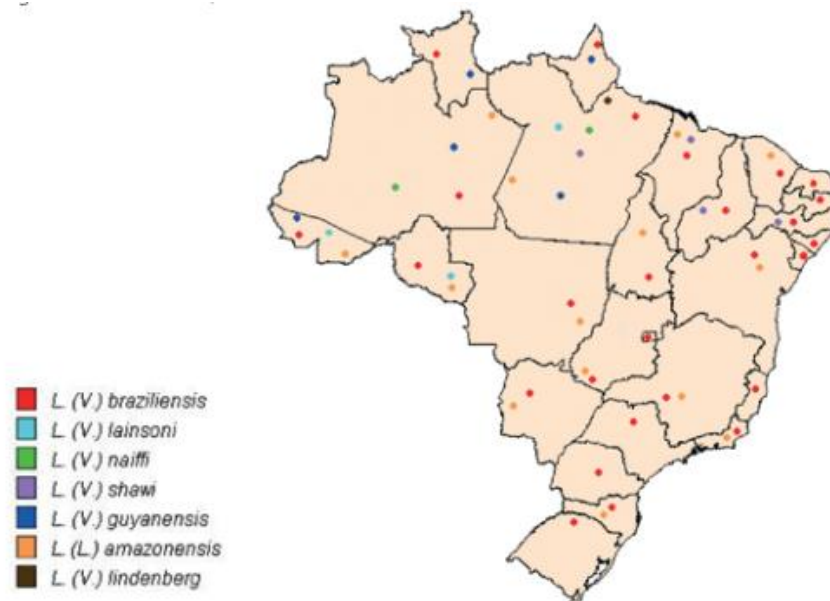 L. (V.) braziliensis
L. (V.) lainsoni
L. (V.) naiffi
L. (V.) shawi
L. (V.) guyanensis
L. (L.) amazonensis
L. (V.) lindenberg